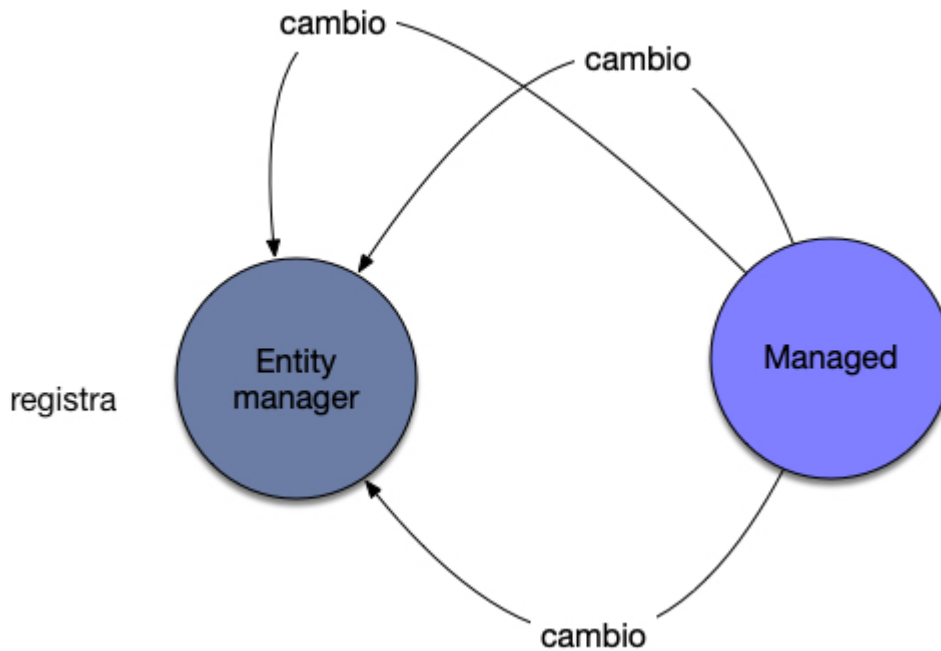 cambio
cambio
Entity
manager
Managed
registra
cambio